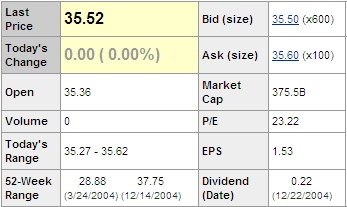 Last Price 35.52 Bid (size) 35.50 (x600)
Today's Change 0.00 ( 0.00%) Ask (size) 35.60 (x100)
Open 35.36 Market Cap 375.5B
Volume 0 P/E 23.22
Today's Range 35.27 - 35.62 EPS 1.53
52-Week Range 28.88 (3/24/2004) 37.75 (12/14/2004) Dividend (Date) 0.22 (12/22/2004)